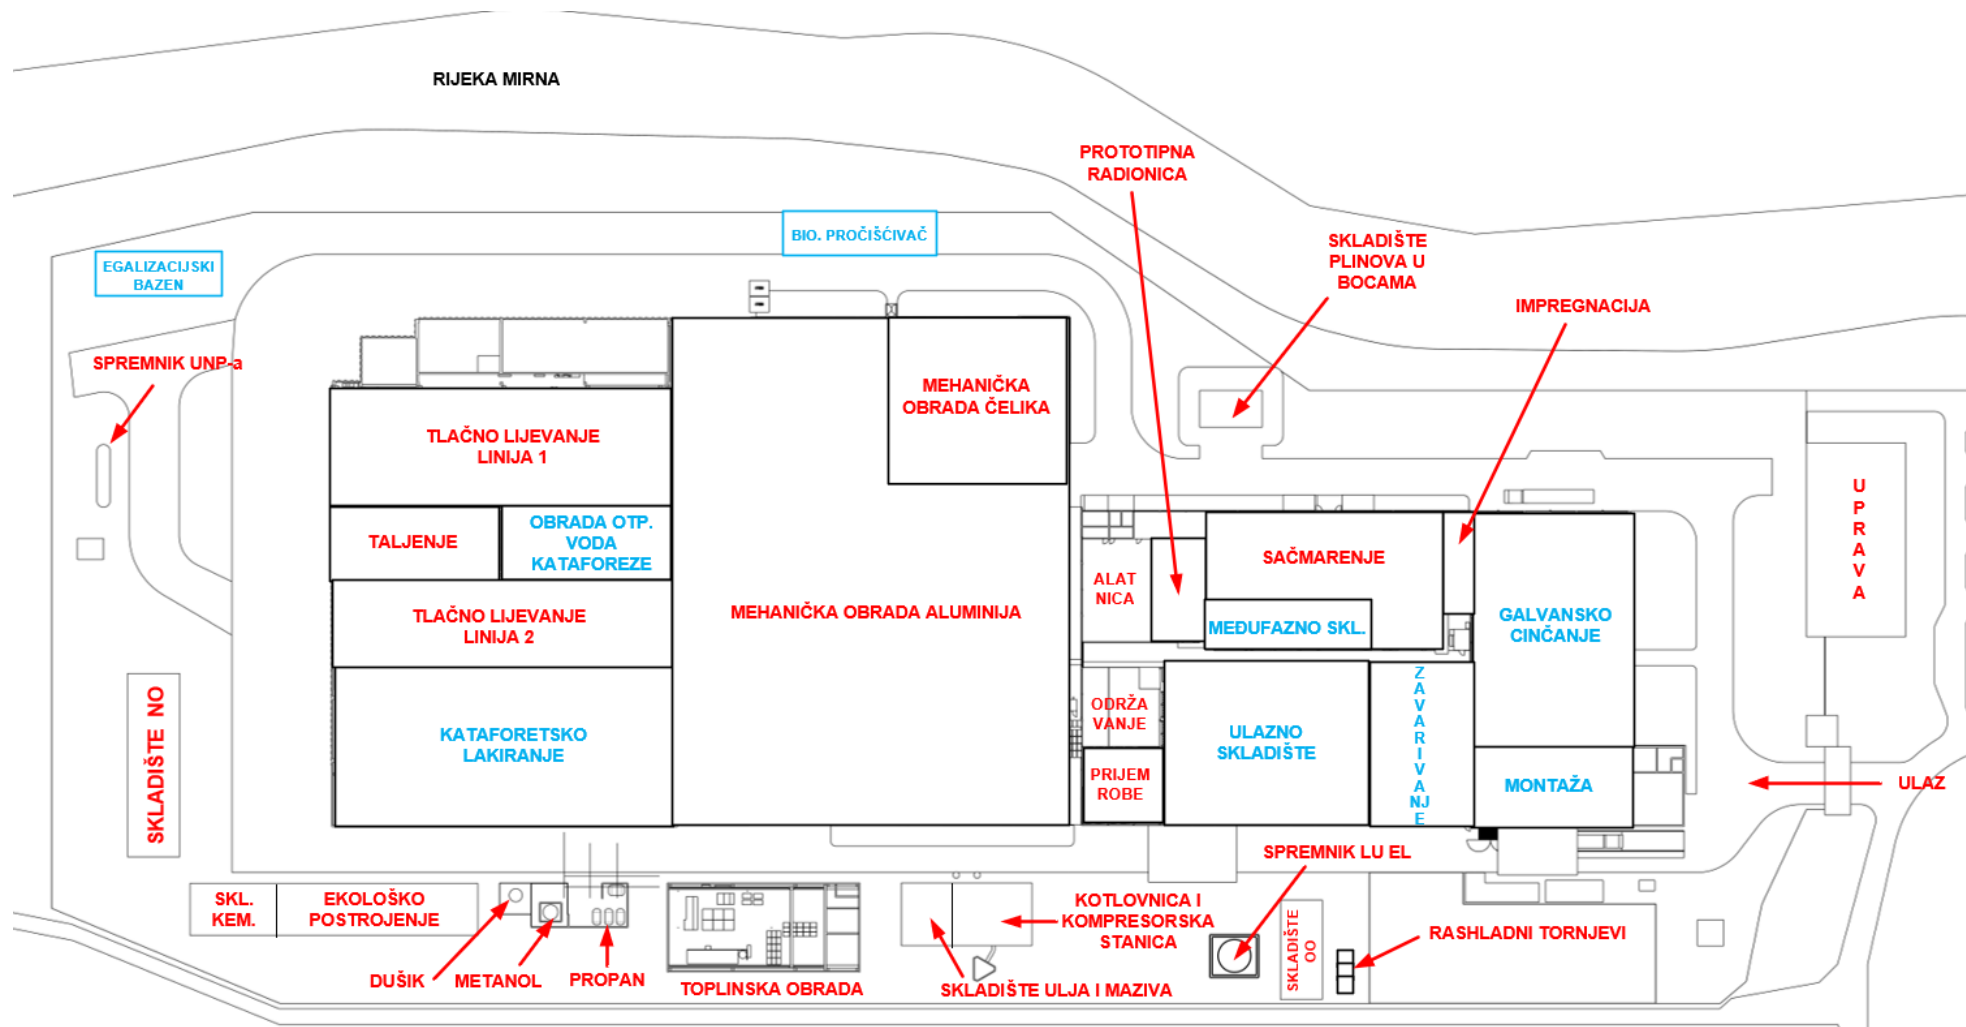 RIJEKA MIRNA
PROTOTIPNA
RADIONICA
BIO. PROČIŠĆIVAČ
SKLADIŠTE
PLINOVA U
BOCAMA
EGALIZACIJSKI
BAZEN
IMPREGNACIJA
SPREMNIK UNP-a
MEHANIČKA
OBRADA ČELIKA
TLAČNO LIJEVANJE
LINIJA 1
UPRAVA
TALJENJE
OBRADA OTP.
VODA
KATAFOREZE
SAČMARENJE
ALAT
NICA
TLAČNO LIJEVANJE
LINIJA 2
MEHANIČKA OBRADA ALUMINIJA
MEĐUFAZNO SKL.
GALVANSKO
CINČANJE
SKLADIŠTE NO
KATAFORETSKO
LAKIRANJE
ODRŽA
VANJE
ULAZNO
SKLADIŠTE
ZAVARIVANJE
PRIJEM
ROBE
MONTAŽA
ULAZ
SPREMNIK LU EL
SKL.
KEM.
EKOLOŠKO
POSTROJENJE
KOTLOVNICA I
KOMPRESORSKA
STANICA
SKLADIŠTE
OO
RASHLADNI TORNJEVI
DUŠIK
METANOL
PROPAN
TOPLINSKA OBRADA
SKLADIŠTE ULJA I MAZIVA